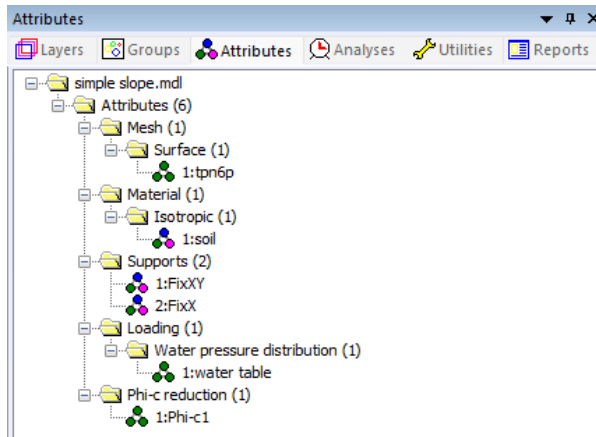 Attributes
Layers Groups Attributes Analyses Utilities Reports
simple slope.mdl
Attributes (6)
Mesh (1)
Surface (1)
1:tpn6p
Material (1)
Isotropic (1)
1:soil
Supports (2)
1:FixXY
2:FixX
Loading (1)
Water pressure distribution (1)
1:water table
Phi-c reduction (1)
1:Phi-c1